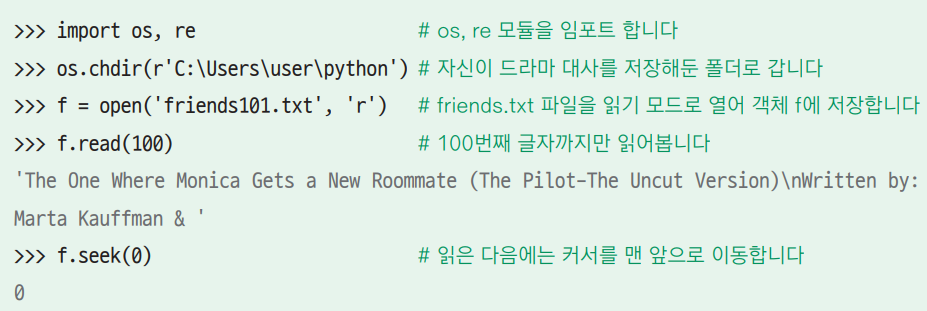 >>> import os, re # os, re 모듈을 임포트 합니다
>>> os.chdir(r'C:\Users\user\python') # 자신이 드라마 대사를 저장해둔 폴더로 갑니다
>>> f = open('friends101.txt', 'r') # friends.txt 파일을 읽기 모드로 열어 객체 f에 저장합니다
>>> f.read(100) # 100번째 글자까지만 읽어봅니다
'The One Where Monica Gets a New Roommate (The Pilot-The Uncut Version)\nWritten by:
Marta Kauffman & '
>>> f.seek(0) # 읽은 다음에는 커서를 맨 앞으로 이동합니다
0